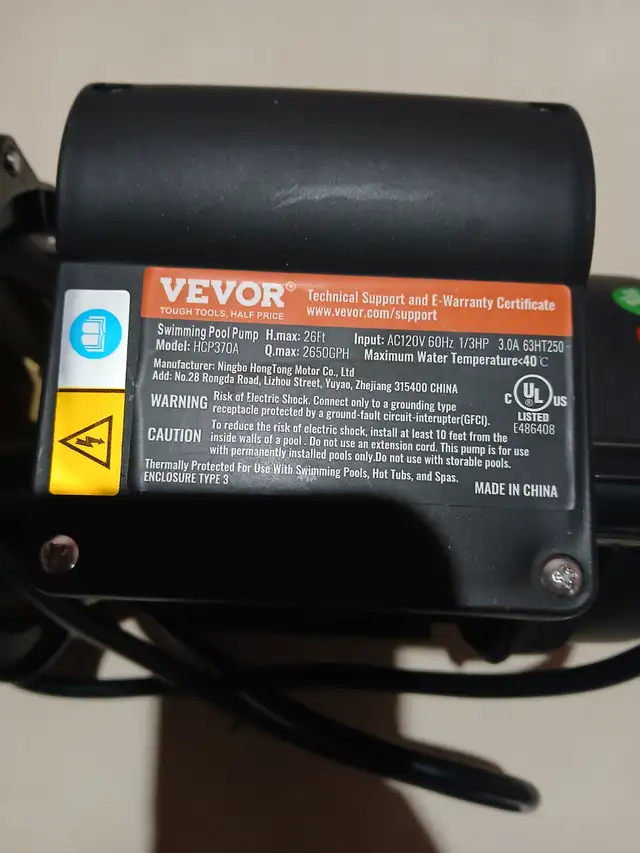 VEVOR®
TOUGH TOOLS, HALF PRICE
Technical Support and E-Warranty Certificate
www.vevor.com/support
Swimming Pool Pump H.max: 26Ft Input: AC120V 60Hz 1/3HP 3.0A 63HT250
Model: HCP370A Q.max: 2650GPH Maximum Water Temperature<40℃
Manufacturer: Ningbo HongTong Motor Co., Ltd
Add: No.28 Rongda Road, Lizhou Street, Yuyao, Zhejiang 315400 CHINA
WARNING Risk of Electric Shock. Connect only to a grounding type
receptacle protected by a ground-fault circuit-interupter(GFCI).
CAUTION To reduce the risk of electric shock, install at least 10 feet from the
inside walls of a pool . Do not use an extension cord. This pump is for use
with permanently installed pools only.Do not use with storable pools.
Thermally Protected For Use With Swimming Pools, Hot Tubs, and Spas.
ENCLOSURE TYPE 3
C UL US
LISTED
E486408
MADE IN CHINA